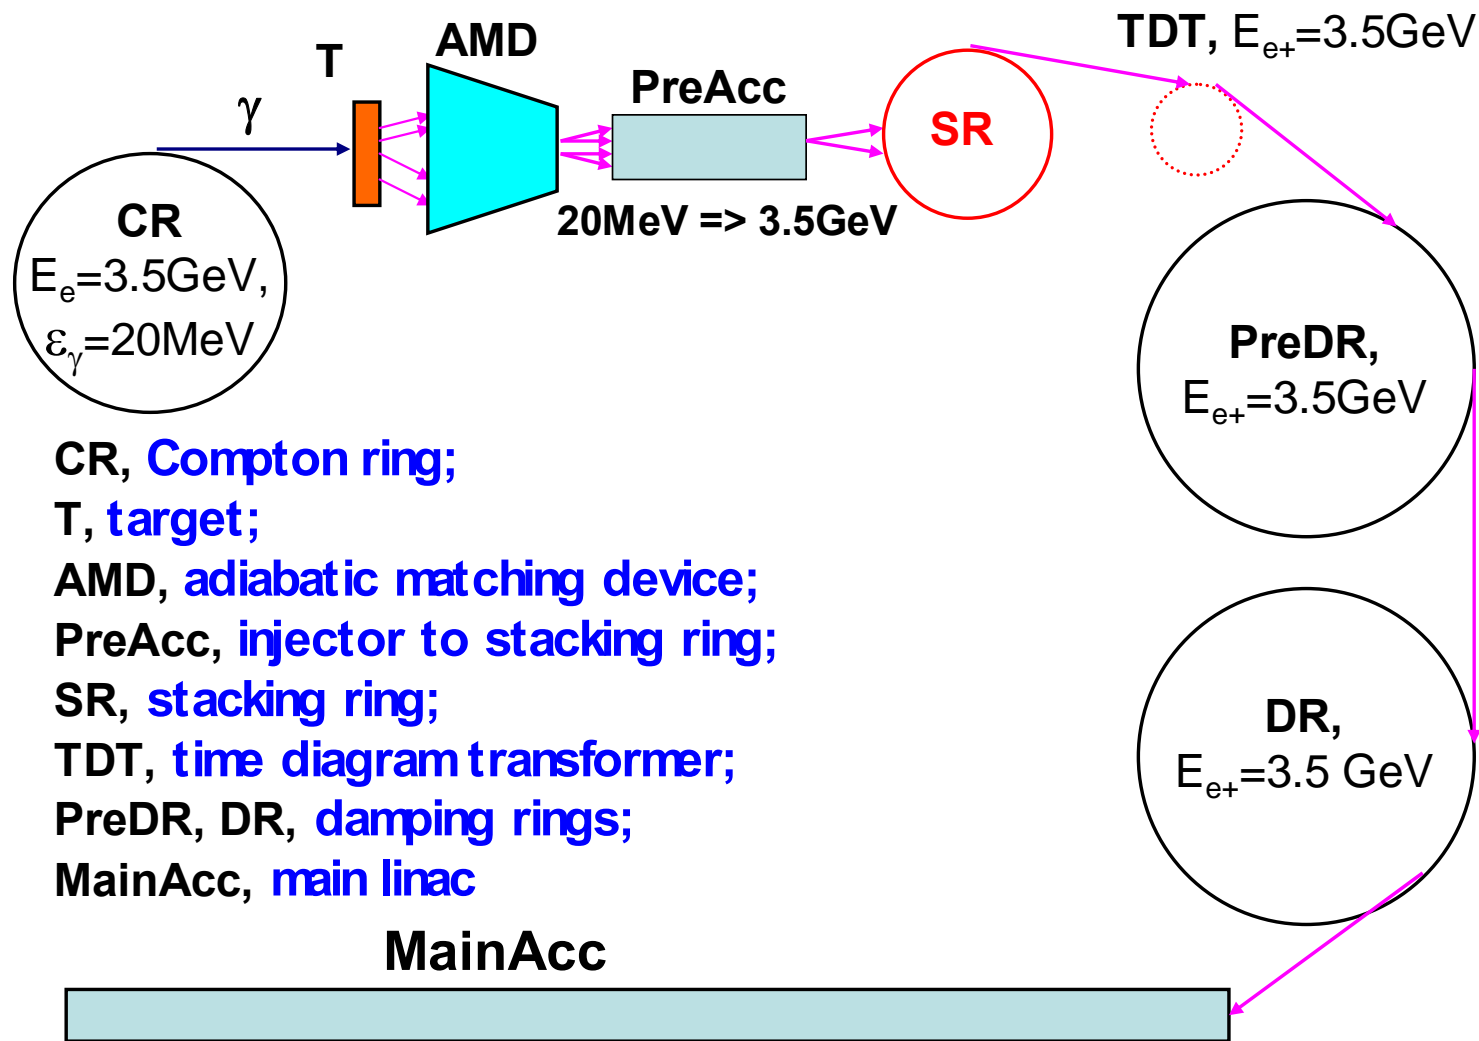 T
AMD
TDT, Eₑ₊=3.5GeV
γ
PreAcc
SR
20MeV => 3.5GeV
CR
Eₑ=3.5GeV,
εᵧ=20MeV
PreDR,
Eₑ₊=3.5GeV
CR, Compton ring;
T, target;
AMD, adiabatic matching device;
PreAcc, injector to stacking ring;
SR, stacking ring;
TDT, time diagram transformer;
PreDR, DR, damping rings;
MainAcc, main linac
DR,
Eₑ₊=3.5 GeV
MainAcc